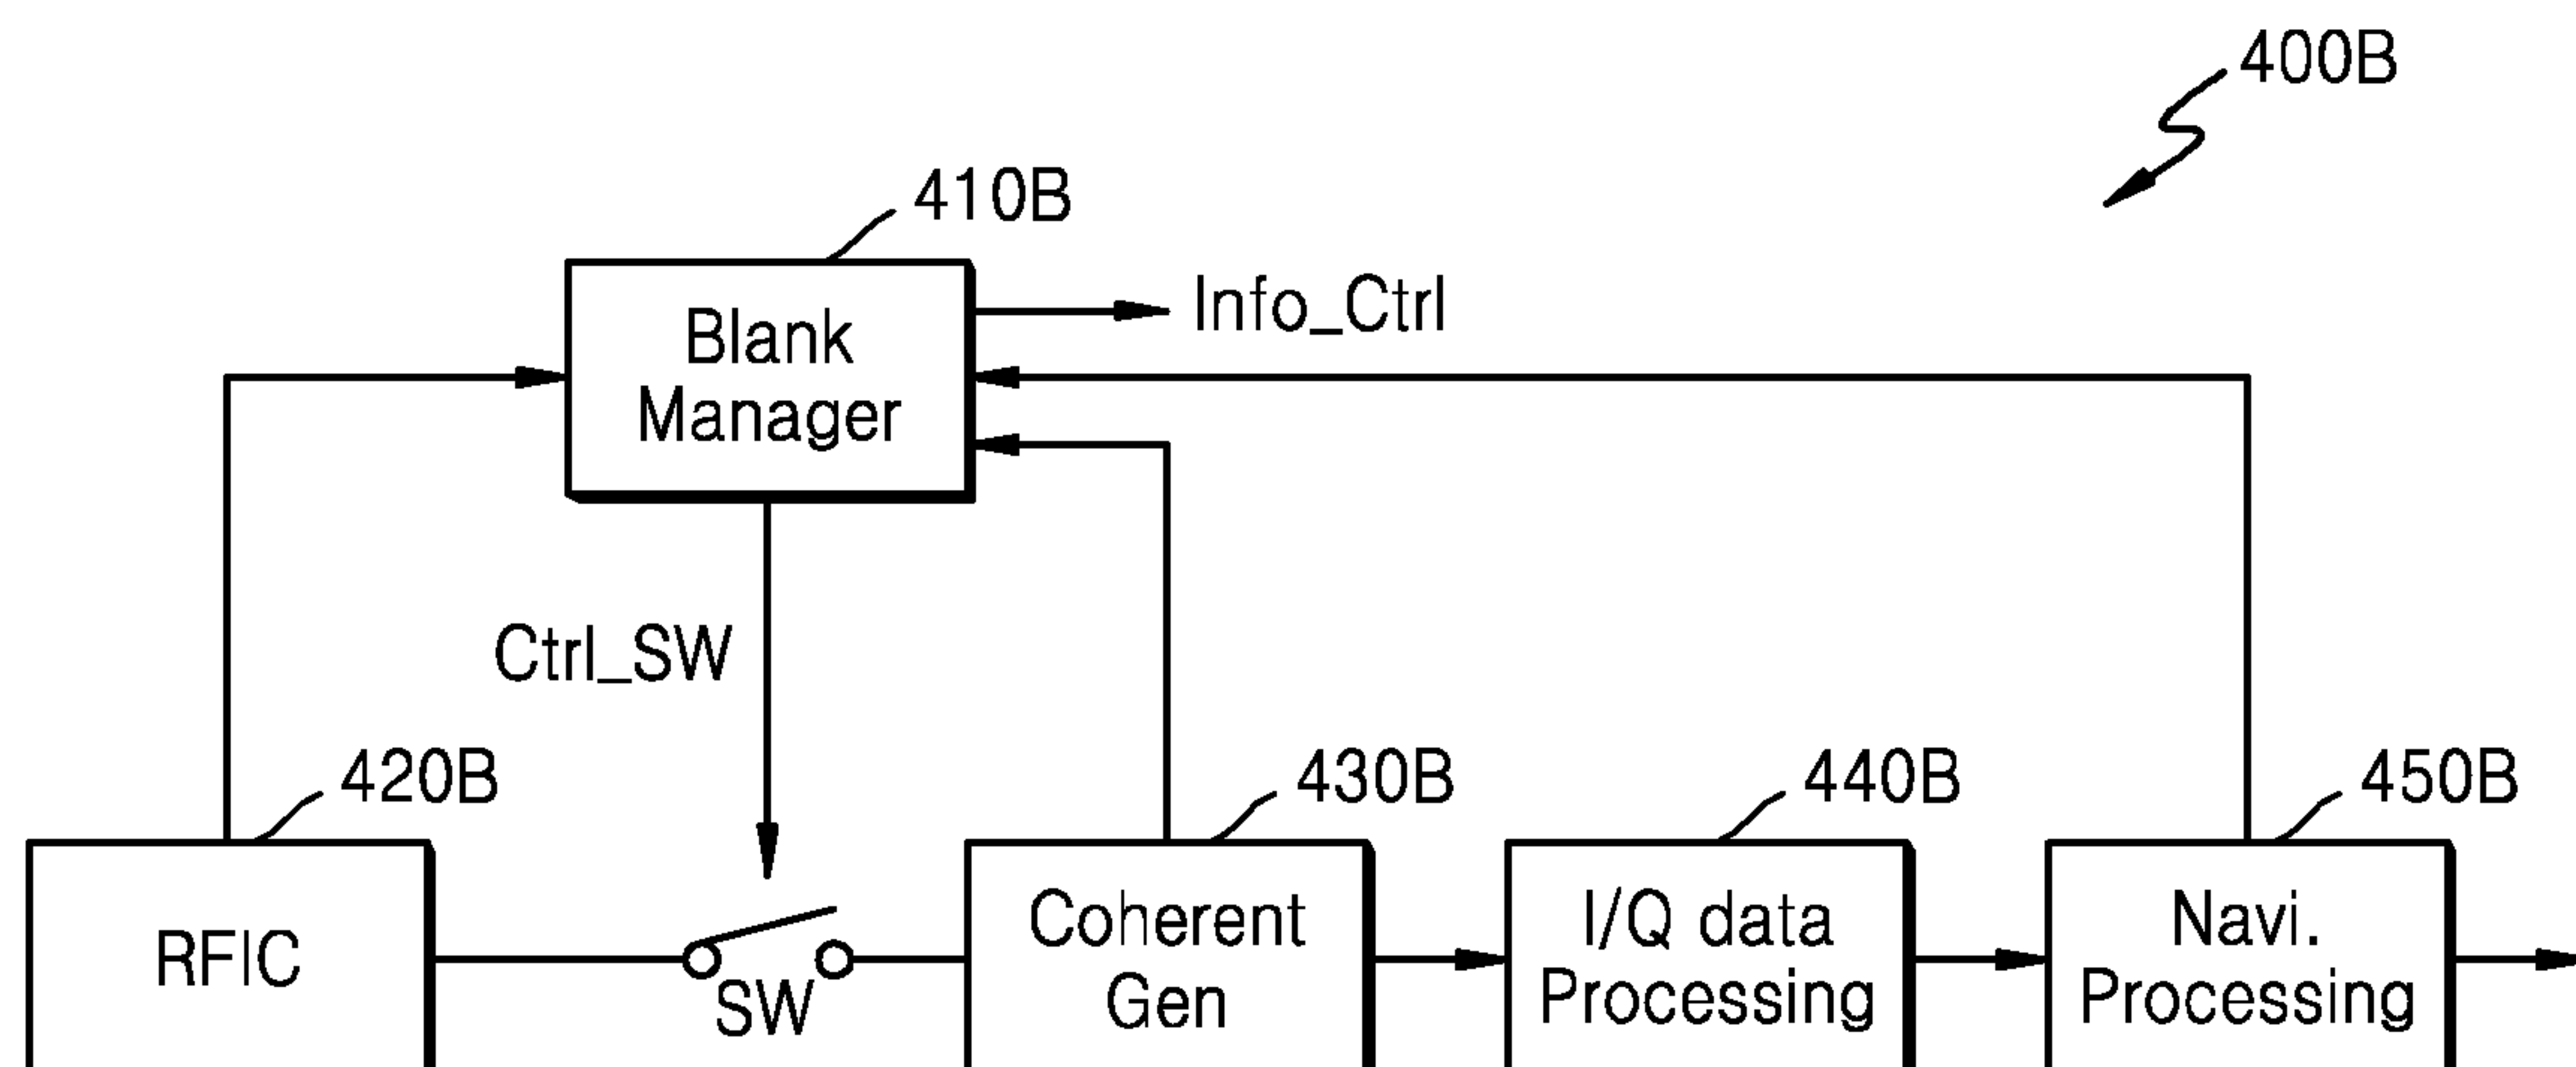 400B
410B
Blank
Manager
Info_Ctrl
Ctrl_SW
420B
430B
440B
450B
RFIC
SW
Coherent
Gen
I/Q data
Processing
Navi.
Processing